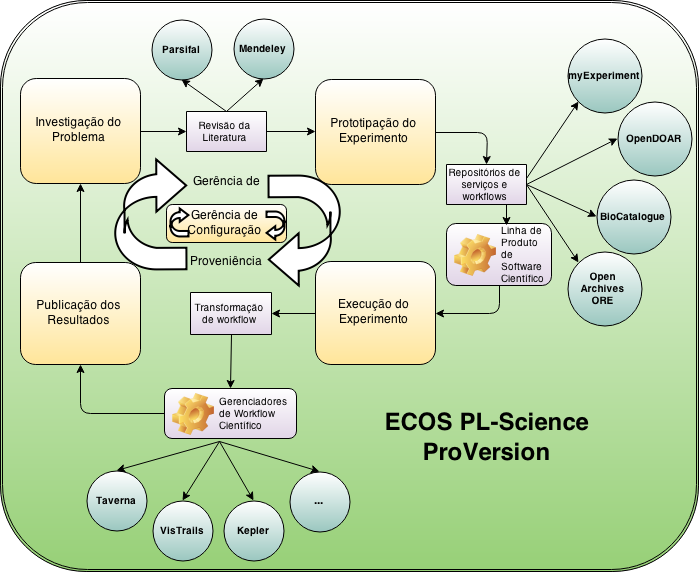 Parsifal
Mendeley
myExperiment
Investigação do
Problema
Revisão da
Literatura
Prototipação do
Experimento
OpenDOAR
Repositórios de
serviços e
workflows
Gerência de
Gerência de
Configuração
Proveniência
BioCatalogue
Linha de
Produto
de
Software
Científico
Open
Archives
ORE
Publicação dos
Resultados
Transformação
de workflow
Execução do
Experimento
Gerenciadores
de Workflow
Científico
ECOS PL-Science
ProVersion
Taverna
VisTrails
Kepler
...